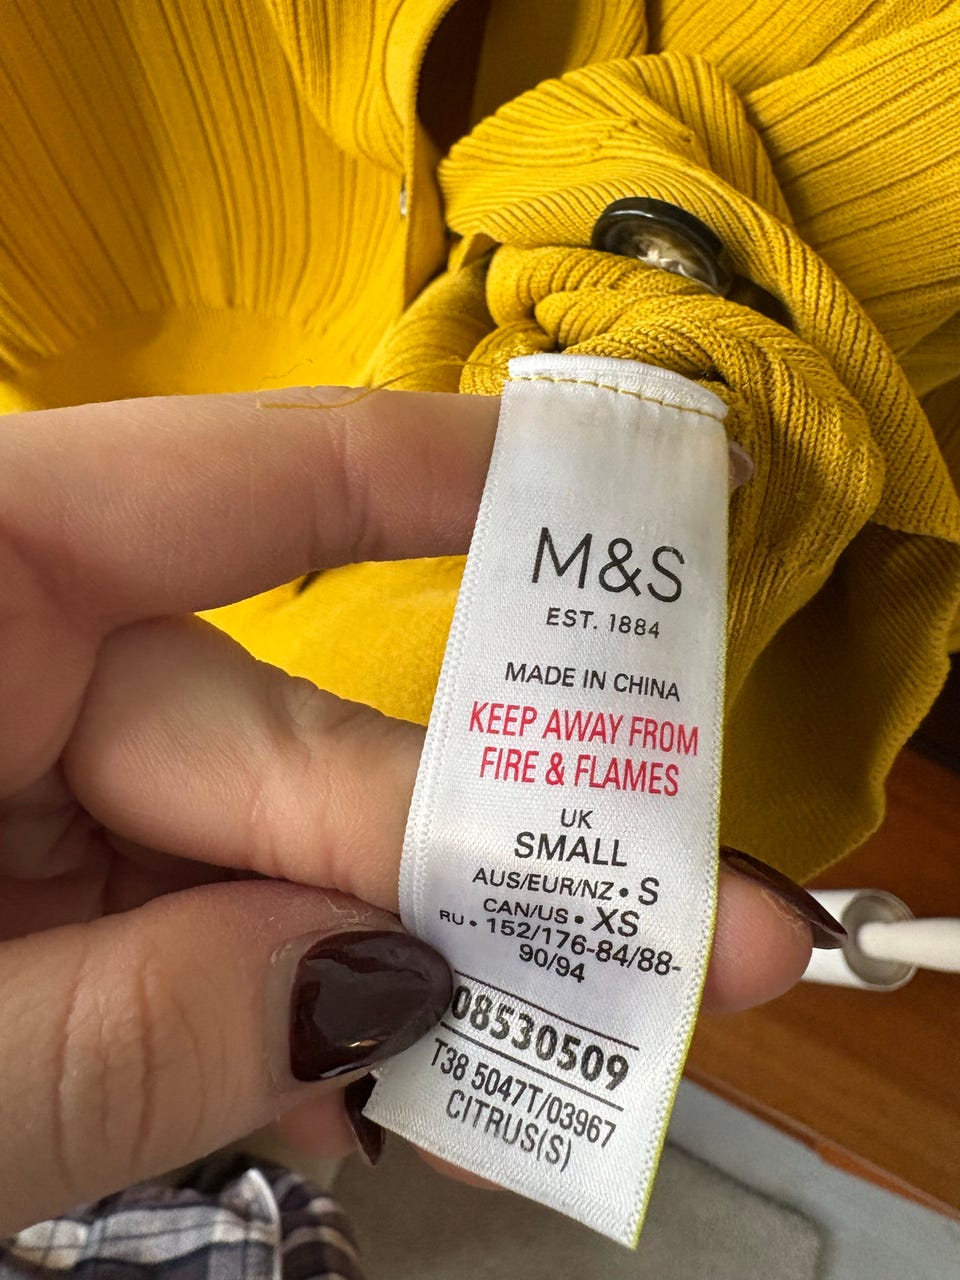 M&S
EST. 1884
MADE IN CHINA
KEEP AWAY FROM
FIRE & FLAMES
UK
SMALL
AUS/EUR/NZ • S
CAN/US • XS
RU • 152/176-84/88-
90/94
08530509
T38 5047T/03967
CITRUS(S)